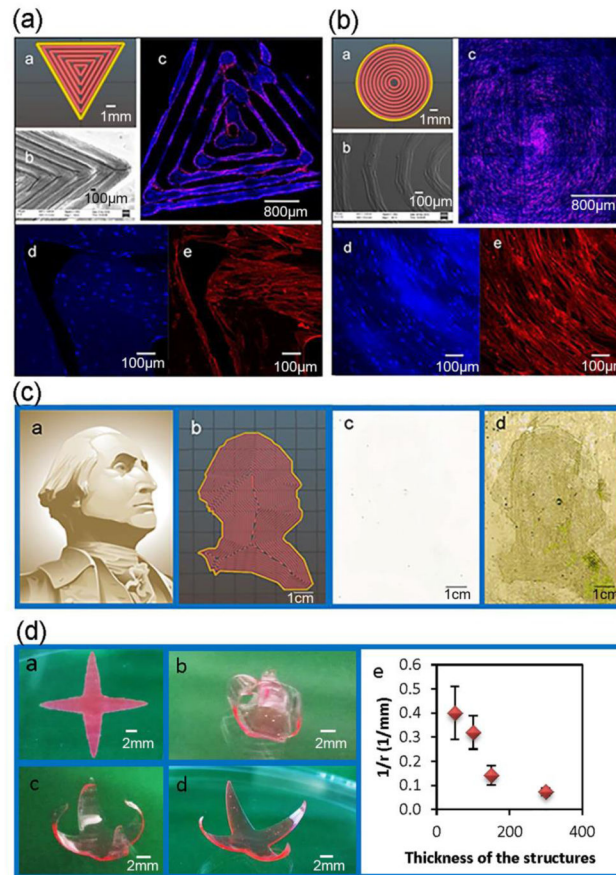 (a)
a
1mm
b
100μm
c
800μm
d
100μm
e
100μm
(b)
a
1mm
b
100μm
c
800μm
d
100μm
e
100μm
(c)
a
b
1cm
c
1cm
d
1cm
(d)
a
2mm
b
2mm
c
2mm
d
2mm
e
1/r (1/mm)
0.6
0.5
0.4
0.3
0.2
0.1
0.0
0 200 400
Thickness of the structures